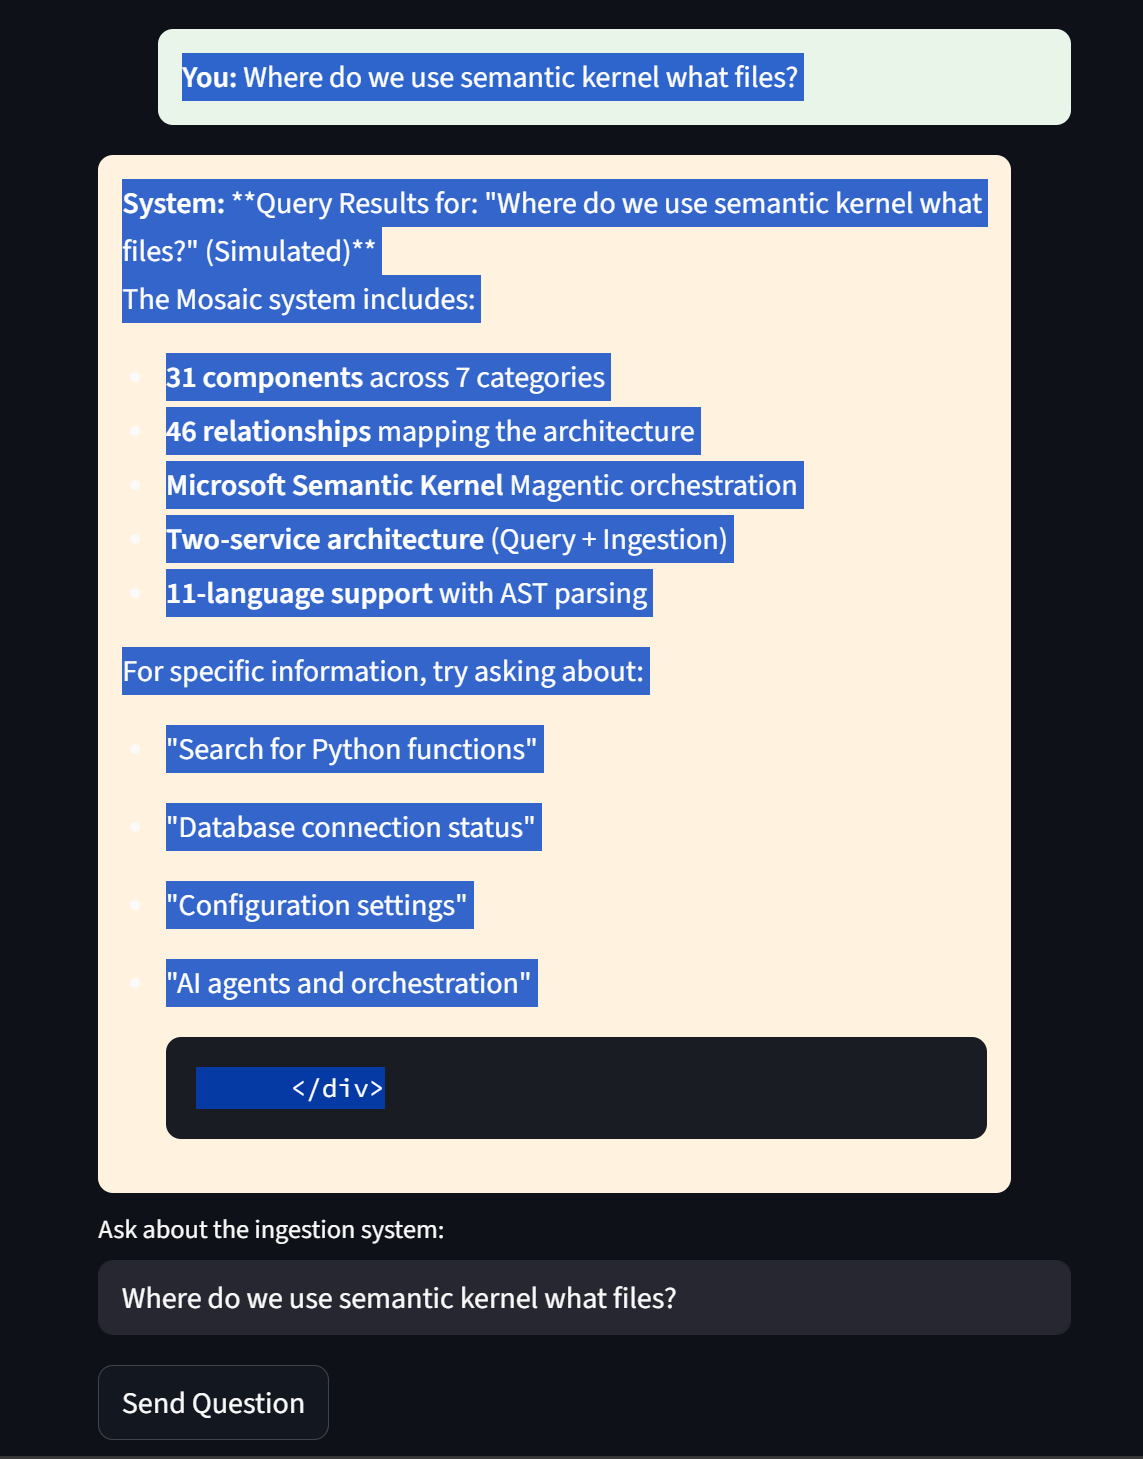 You: Where do we use semantic kernel what files?
System: **Query Results for: "Where do we use semantic kernel what
files?" (Simulated)**
The Mosaic system includes:
31 components across 7 categories
46 relationships mapping the architecture
Microsoft Semantic Kernel Magentic orchestration
Two-service architecture (Query + Ingestion)
11-language support with AST parsing
For specific information, try asking about:
"Search for Python functions"
"Database connection status"
"Configuration settings"
"AI agents and orchestration"
</div>
Ask about the ingestion system:
Where do we use semantic kernel what files?
Send Question